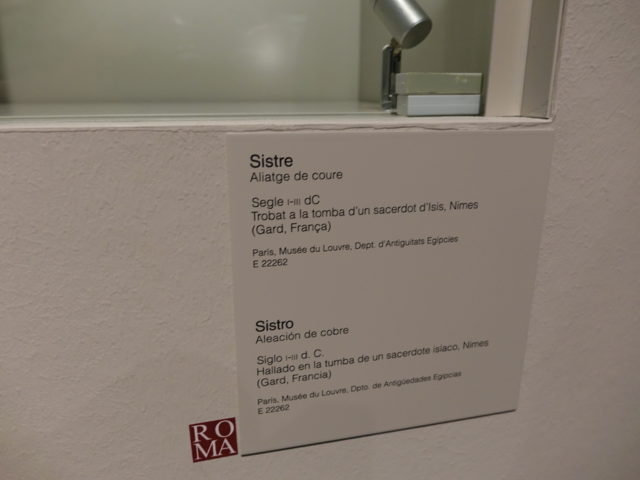 Sistre
Aliatge de coure
Segle I-III dC
Trobat a la tomba d'un sacerdot d'Isis, Nimes
(Gard, França)
París, Musée du Louvre, Dept. d'Antiguitats Egípcies
E 22262
Sistro
Aleación de cobre
Siglo I-III d. C.
Hallado en la tumba de un sacerdote isiaco, Nimes
(Gard, Francia)
París, Musée du Louvre, Dpto. de Antigüedades Egipcias
E 22262
RO
MA